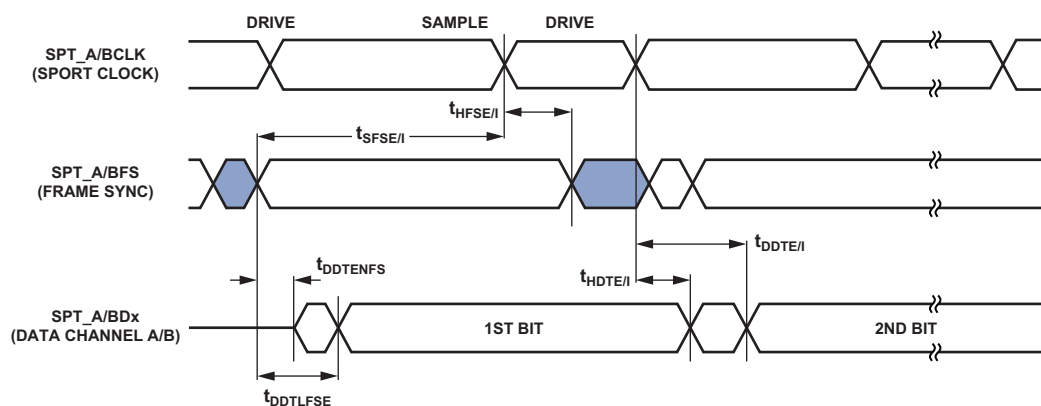 DRIVE SAMPLE DRIVE
SPT_A/BCLK
(SPORT CLOCK)
tHFSE/I
tSFSE/I
SPT_A/BFS
(FRAME SYNC)
tDDTE/I
tDDTENFS
tHDTE/I
SPT_A/BDx
(DATA CHANNEL A/B)
1ST BIT 2ND BIT
tDDTLFSE